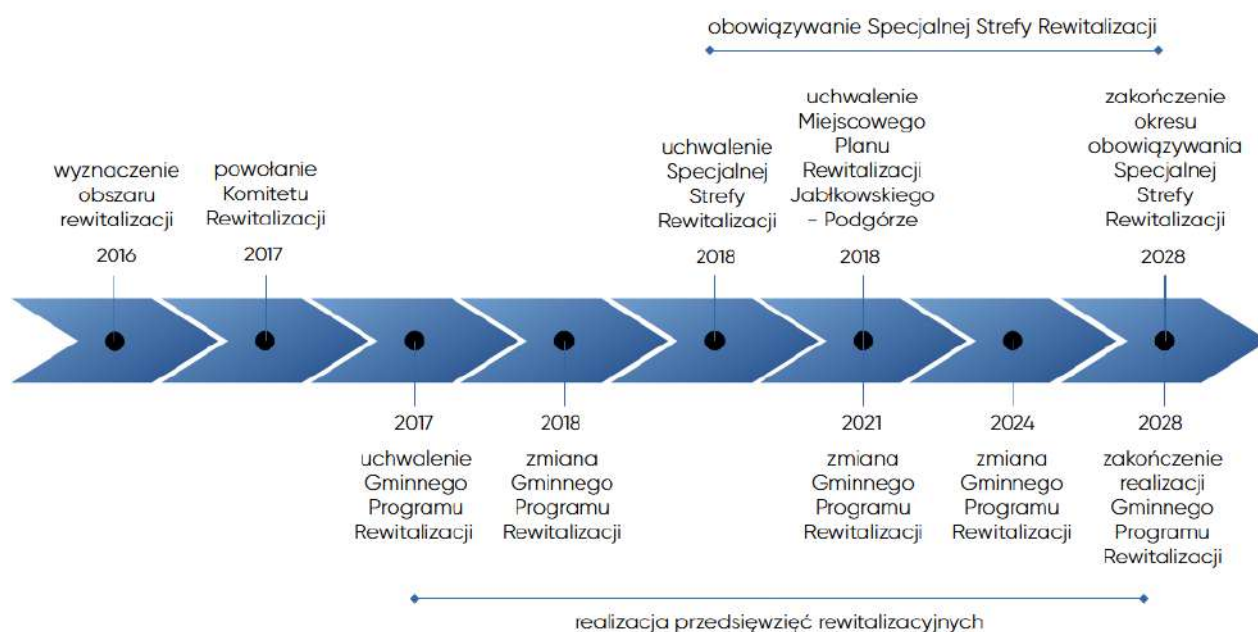 obowiązywanie Specjalnej Strefy Rewitalizacji
wyznaczenie
obszaru
rewitalizacji
2016
powołanie
Komitetu
Rewitalizacji
2017
uchwalenie
Specjalnej
Strefy
Rewitalizacji
2018
uchwalenie
Miejscowego
Planu
Rewitalizacji
Jabłkowskiego
– Podgórze
2018
zakończenie
okresu
obowiązywania
Specjalnej
Strefy
Rewitalizacji
2028
2017
uchwalenie
Gminnego
Programu
Rewitalizacji
2018
zmiana
Gminnego
Programu
Rewitalizacji
2021
zmiana
Gminnego
Programu
Rewitalizacji
2024
zmiana
Gminnego
Programu
Rewitalizacji
2028
zakończenie
realizacji
Gminnego
Programu
Rewitalizacji
realizacja przedsięwzięć rewitalizacyjnych